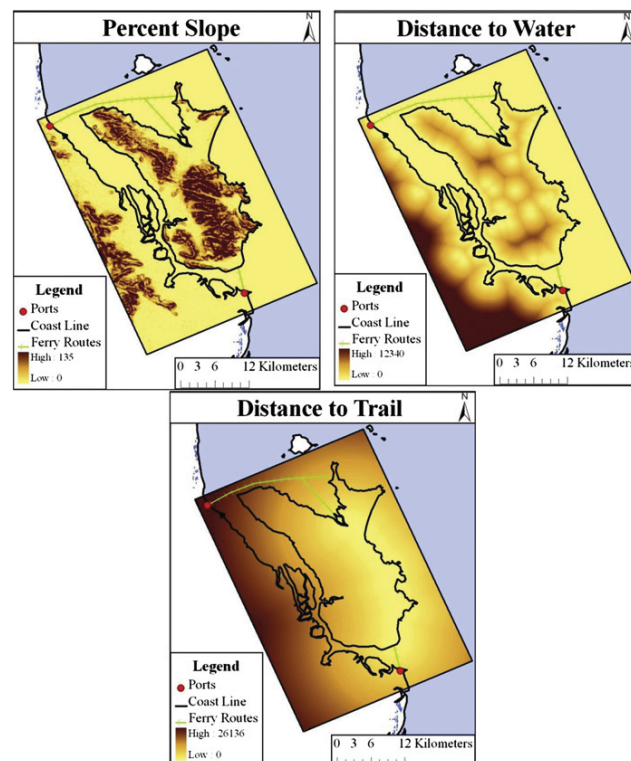 Percent Slope
N
Legend
Ports
Coast Line
Ferry Routes
High : 135
Low : 0
0 3 6 12 Kilometers
Distance to Water
N
Legend
Ports
Coast Line
Ferry Routes
High : 12340
Low : 0
0 3 6 12 Kilometers
Distance to Trail
N
Legend
Ports
Coast Line
Ferry Routes
High : 26136
Low : 0
0 3 6 12 Kilometers